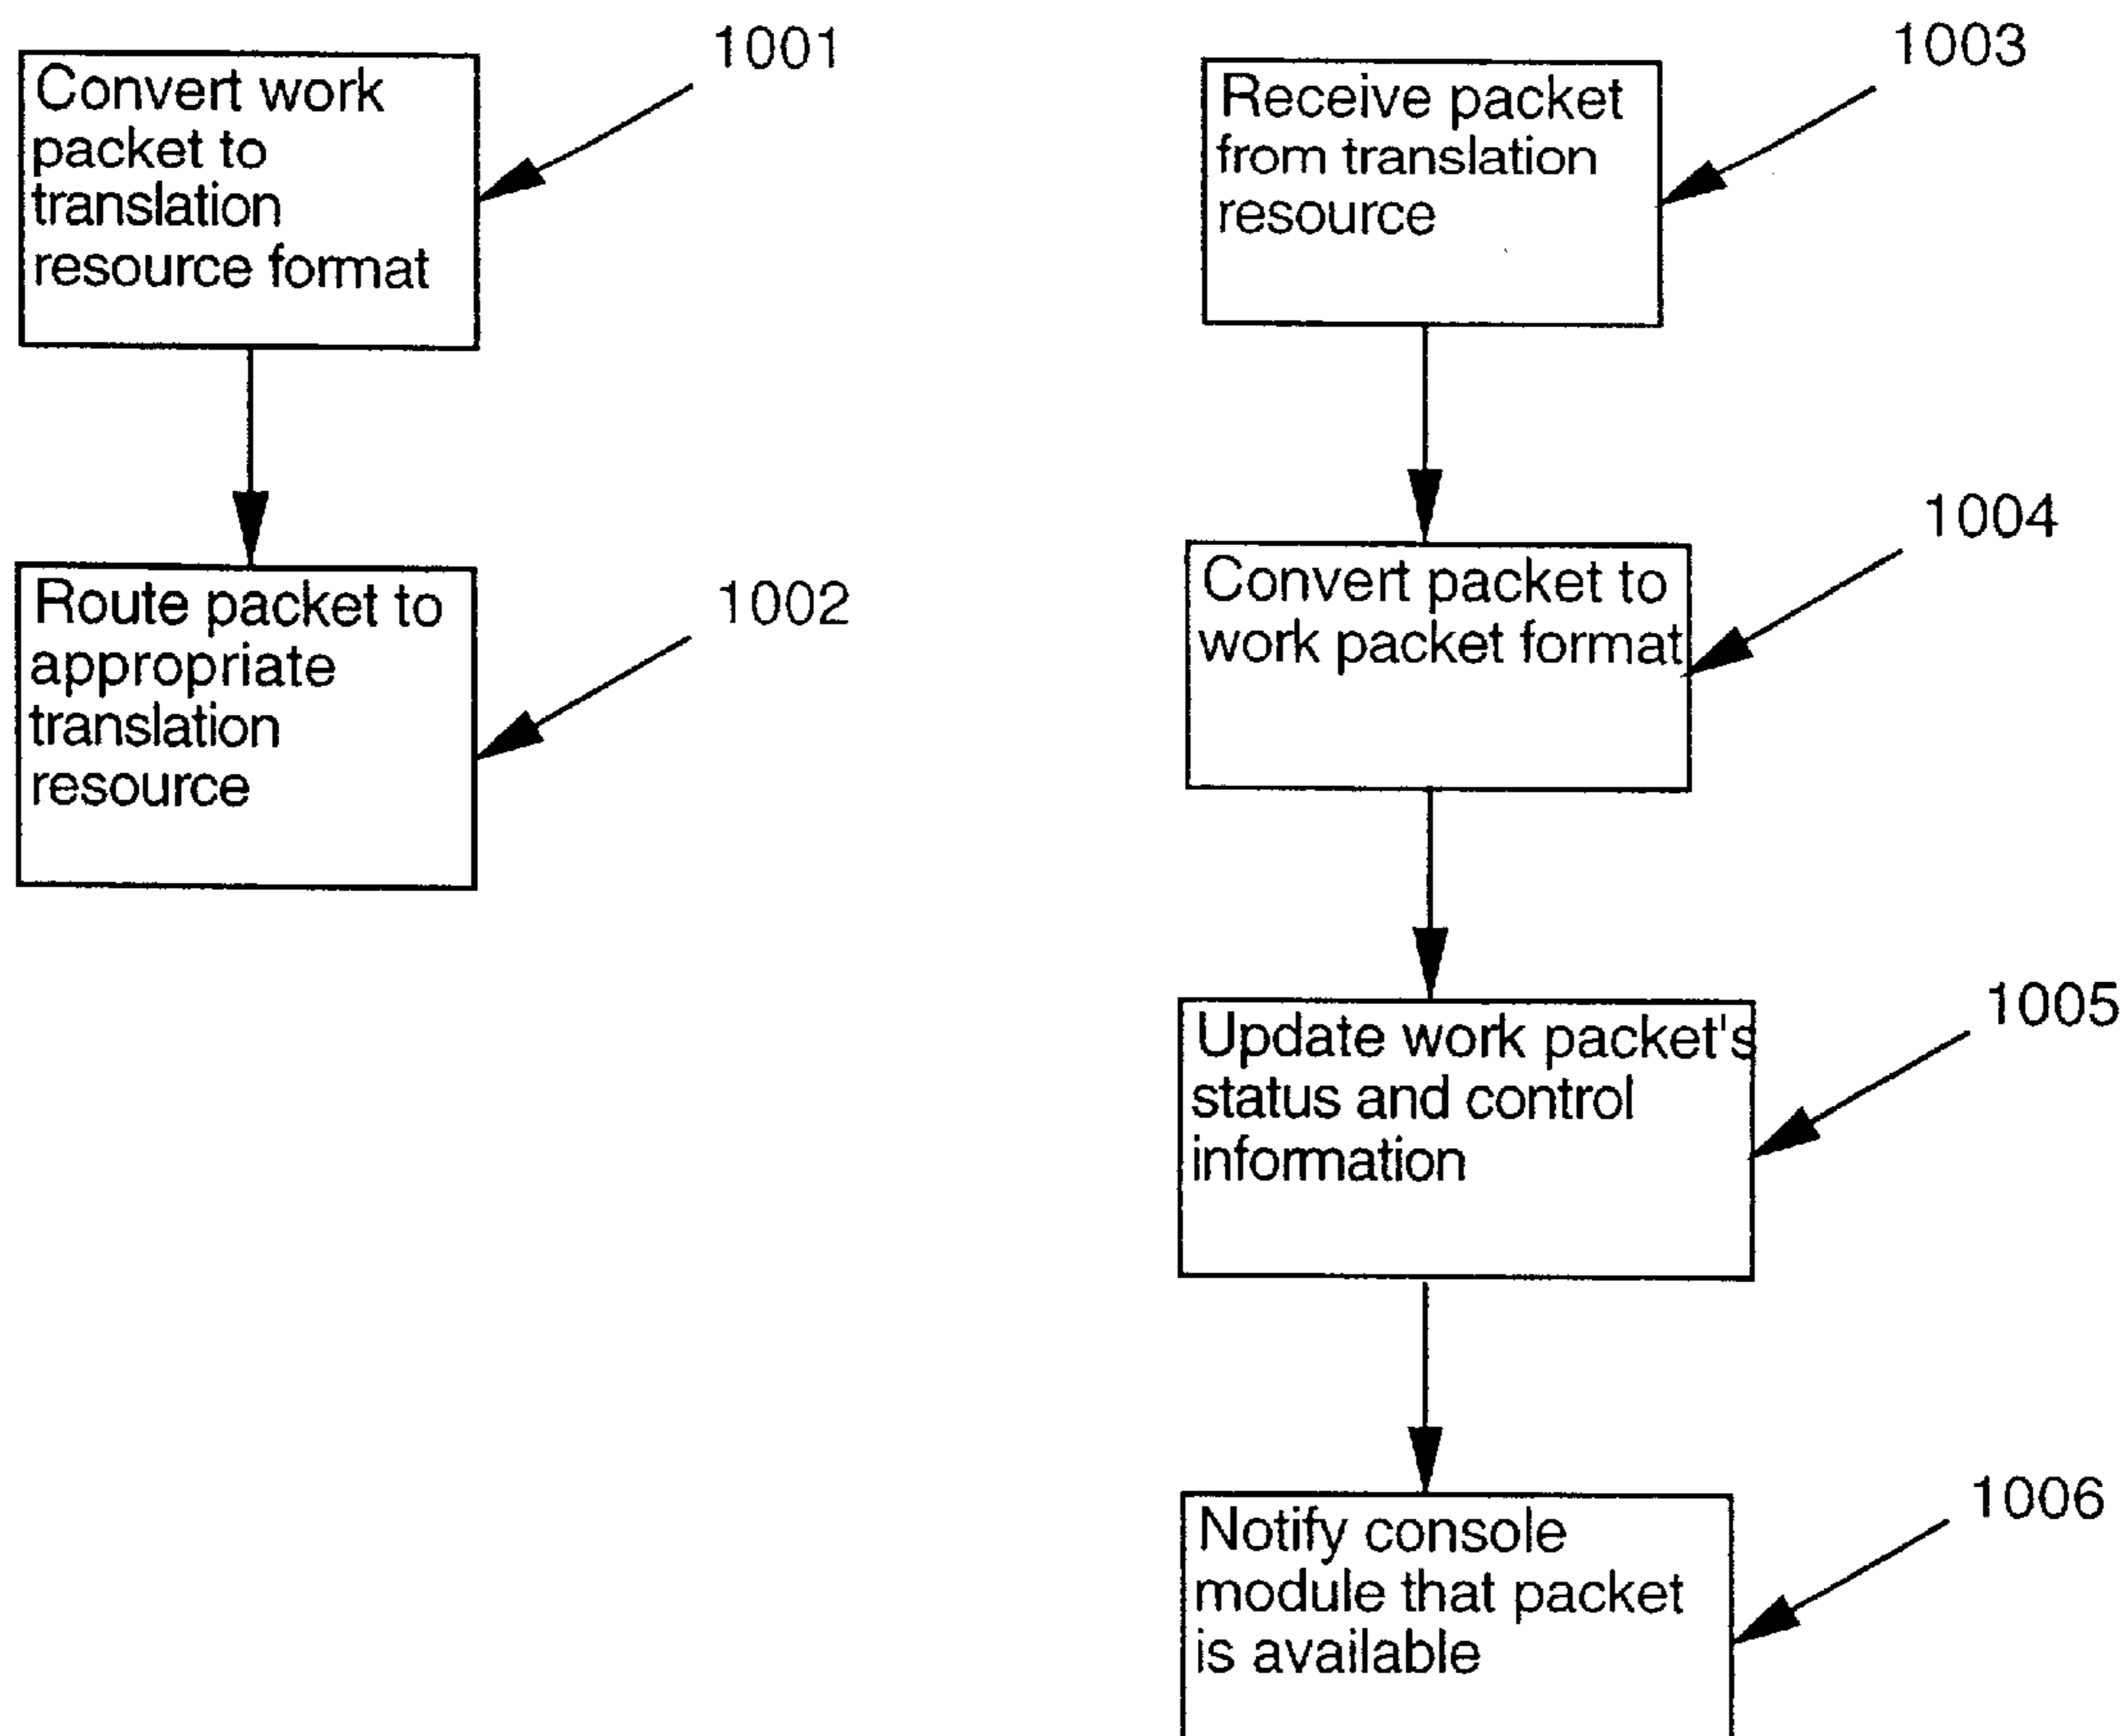 1001
Convert work
packet to
translation
resource format
1002
Route packet to
appropriate
translation
resource
1003
Receive packet
from translation
resource
1004
Convert packet to
work packet format
1005
Update work packet's
status and control
information
1006
Notify console
module that packet
is available